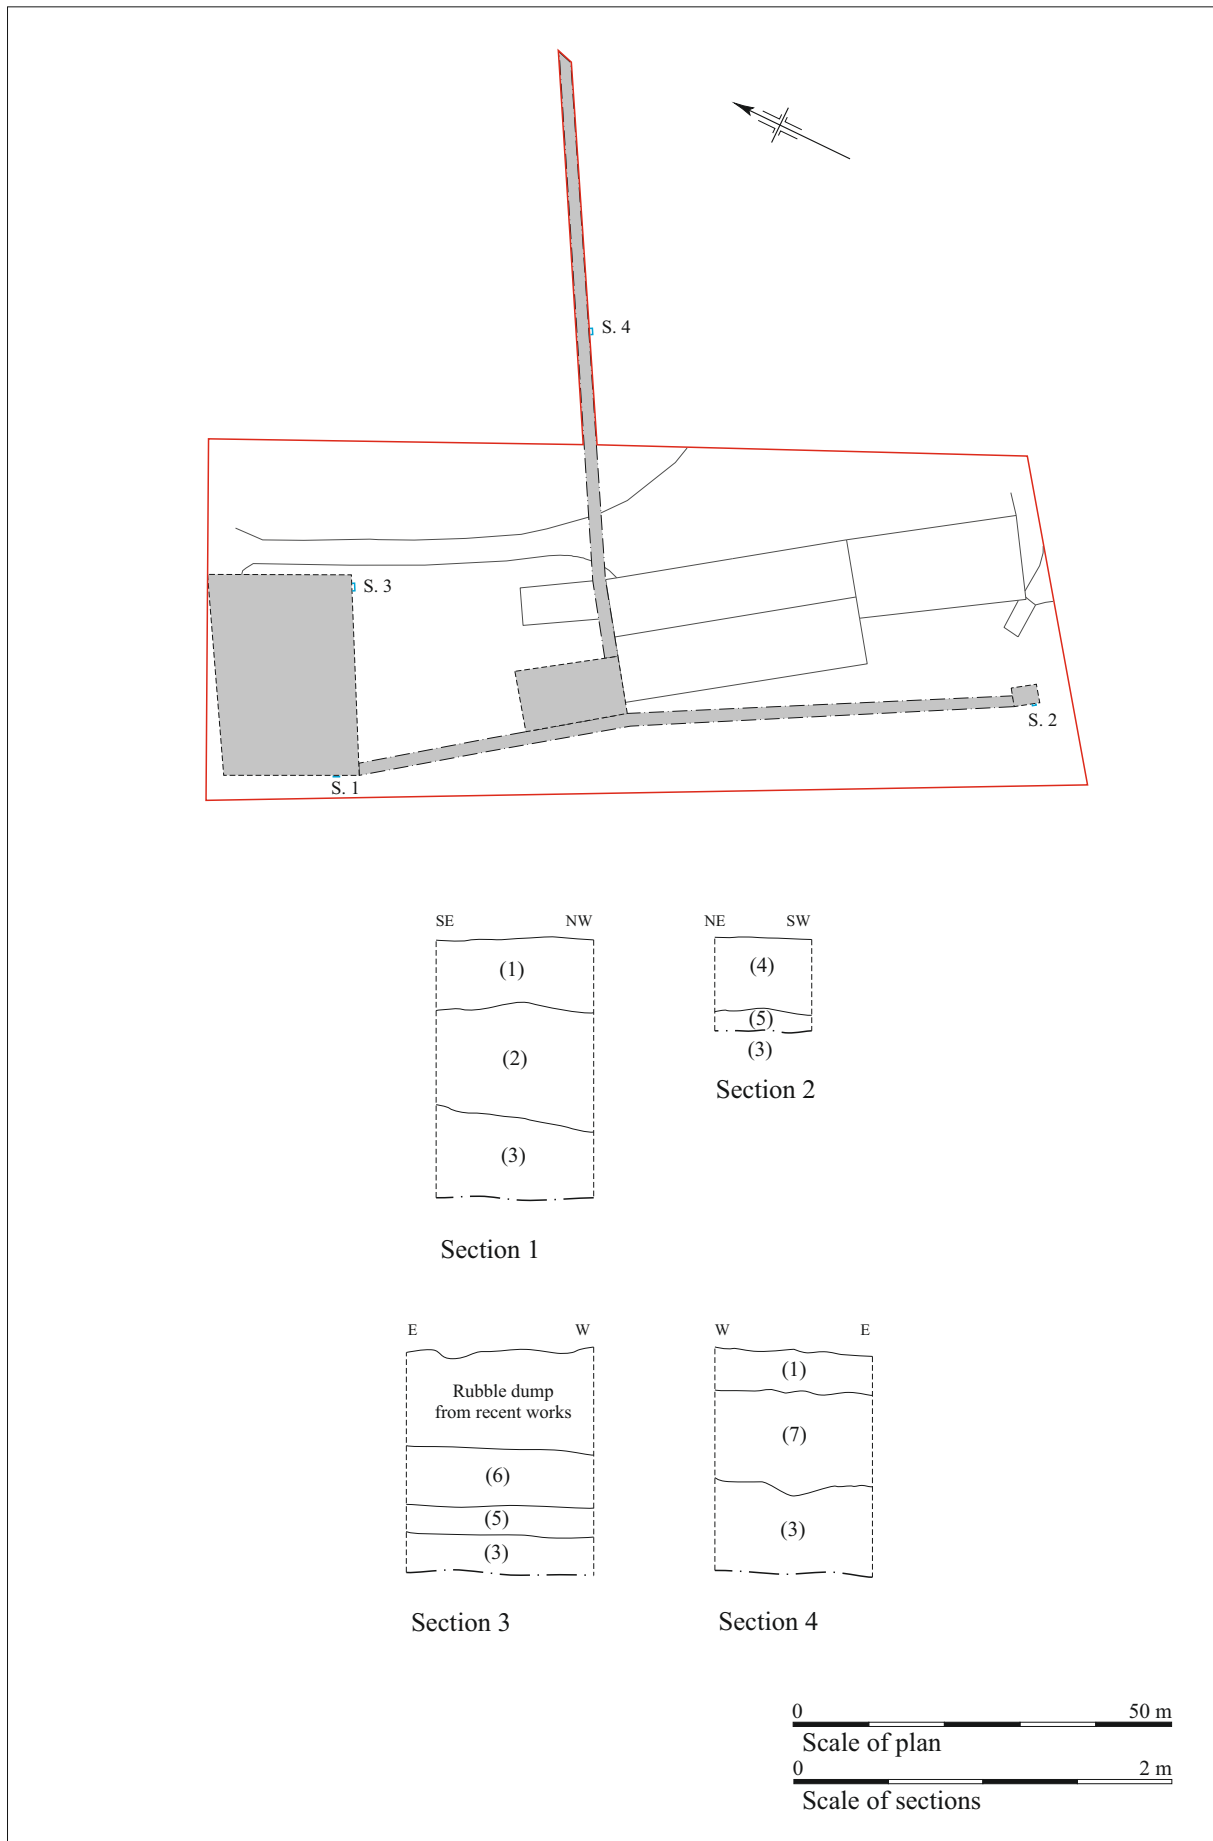 S. 4
S. 3
S. 2
S. 1
SE NW
(1)
(2)
(3)
Section 1
NE SW
(4)
(5)
(3)
Section 2
E W
Rubble dump
from recent works
(6)
(5)
(3)
Section 3
W E
(1)
(7)
(3)
Section 4
0 50 m
Scale of plan
0 2 m
Scale of sections